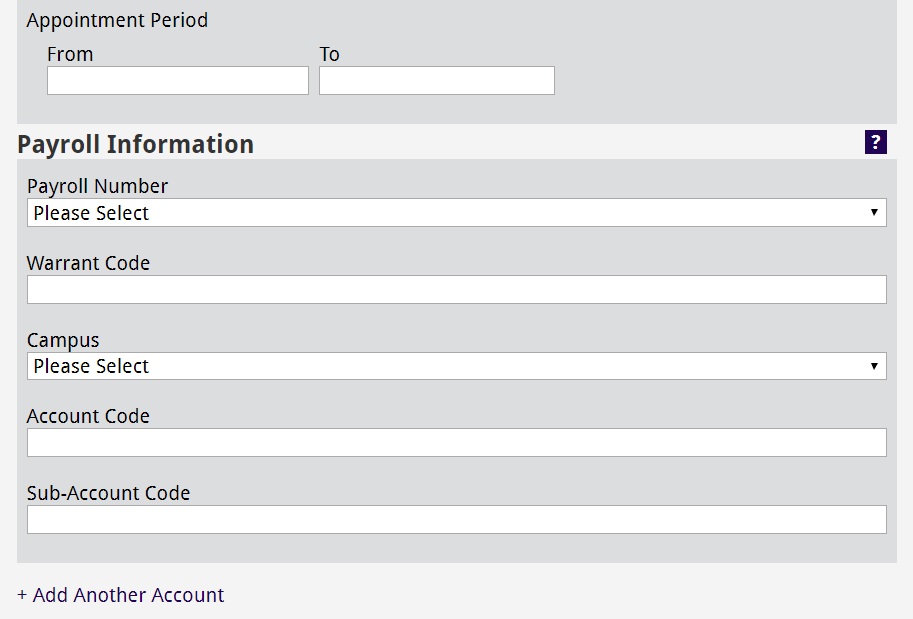 Appointment Period
From To
Payroll Information ?
Payroll Number
Please Select
Warrant Code
Campus
Please Select
Account Code
Sub-Account Code
+ Add Another Account